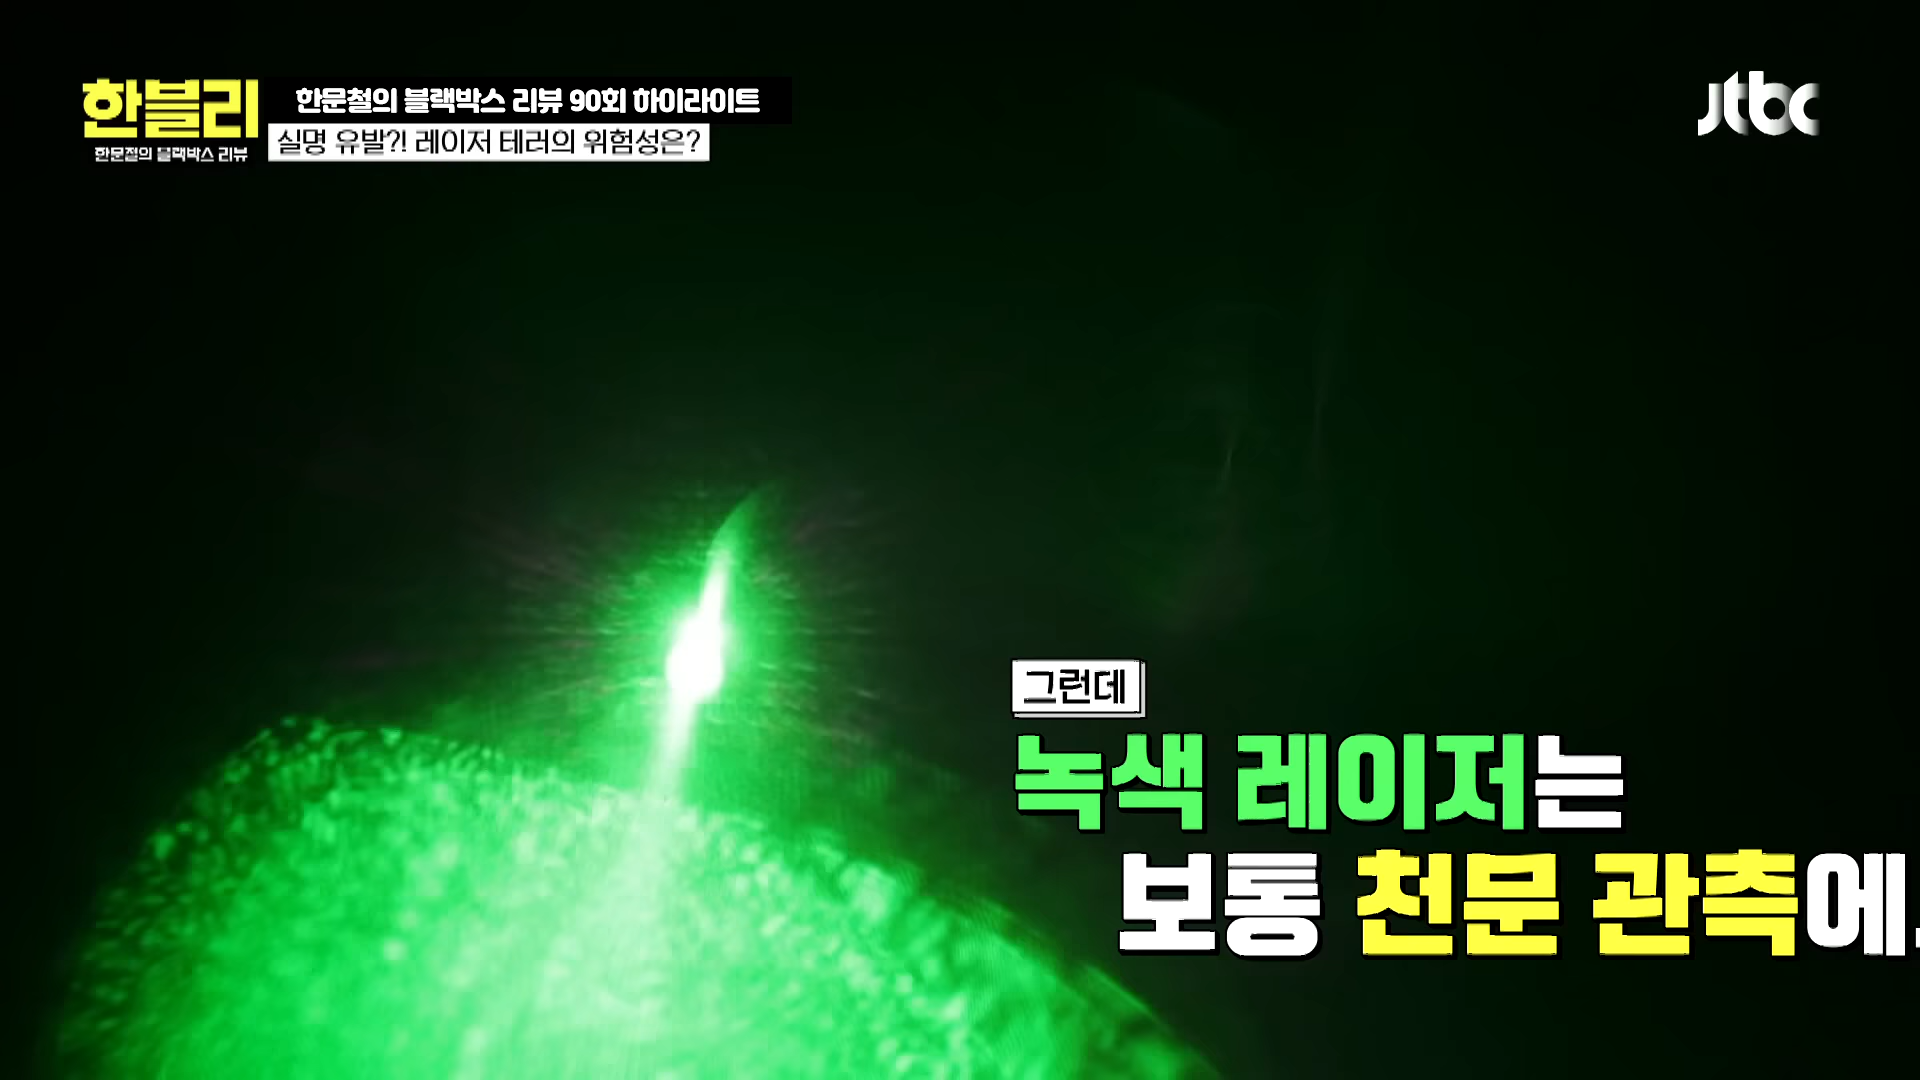 한블리
한문철의 블랙박스 리뷰
한문철의 블랙박스 리뷰 90회 하이라이트
실명 유발?! 레이저 테러의 위험성은?
jtbc
그런데
녹색 레이저는
보통 천문 관측에